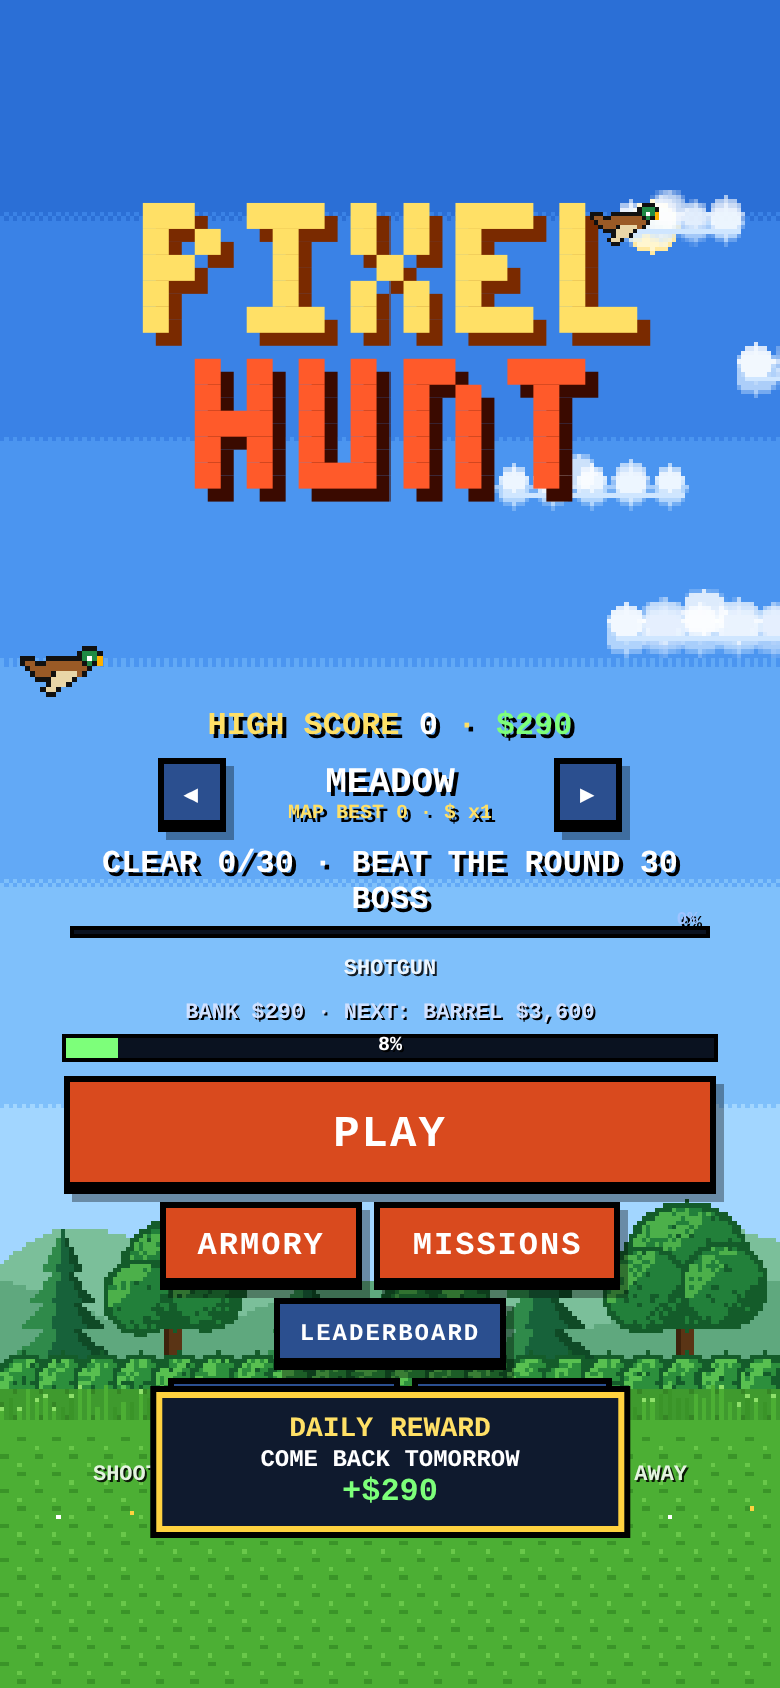 PIXEL
HUNT
HIGH SCORE 0 · $290
◄ MEADOW ►
MAP BEST 0 · $ x1
CLEAR 0/30 · BEAT THE ROUND 30
BOSS
0%
SHOTGUN
BANK $290 · NEXT: BARREL $3,600
8%
PLAY
ARMORY MISSIONS
LEADERBOARD
DAILY REWARD
COME BACK TOMORROW
SHOOT AWAY
+$290